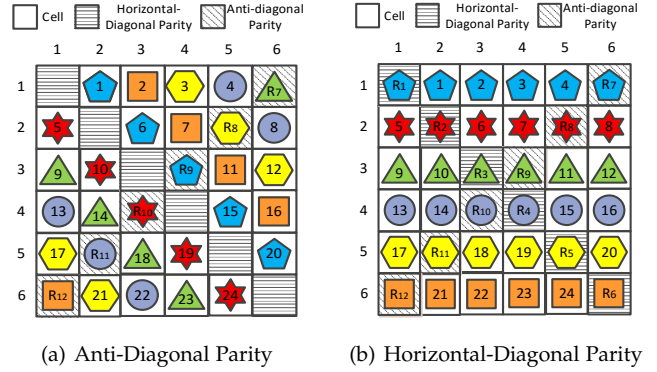 Cell
Horizontal-Diagonal Parity
Anti-diagonal Parity
1 2 3 4 5 6
1 1 2 3 4 R7
2 5 6 7 R8 8
3 9 10 R9 11 12
4 13 14 R10 15 16
5 17 R11 18 19 20
6 R12 21 22 23 24
(a) Anti-Diagonal Parity
Cell
Horizontal-Diagonal Parity
Anti-diagonal Parity
1 2 3 4 5 6
1 R1 1 2 3 4 R7
2 5 R2 6 7 R8 8
3 9 10 R3 R9 11 12
4 13 14 R10 R4 15 16
5 17 R11 18 19 R5 20
6 R12 21 22 23 24 R6
(b) Horizontal-Diagonal Parity